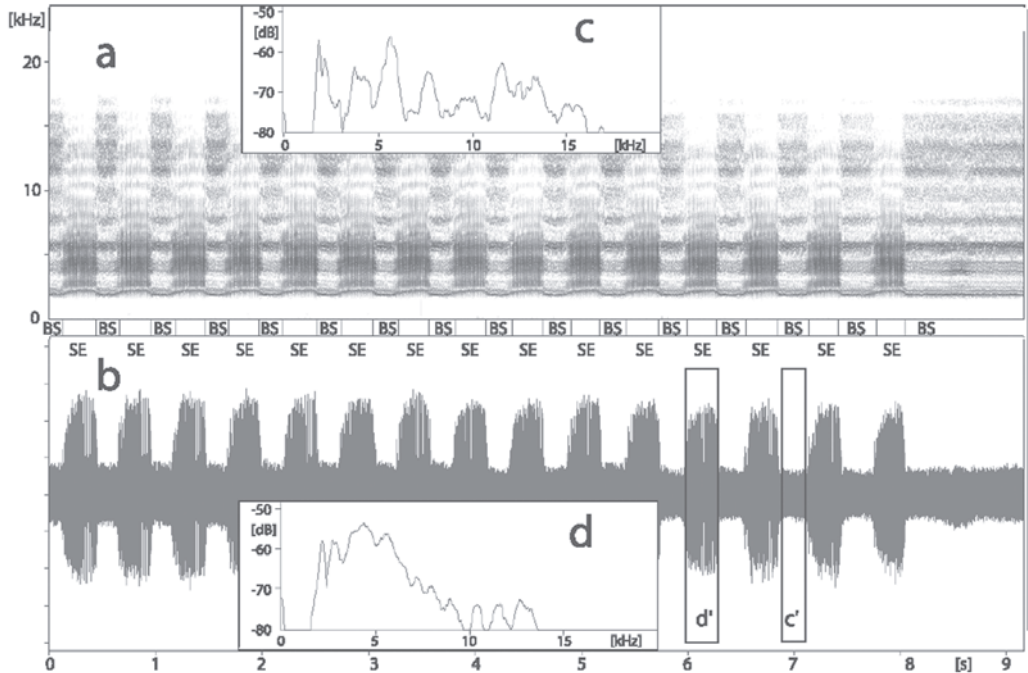 [kHz]
20
10
0
a
-50
[dB]
-60
-70
-80
0
5
10
15
[kHz]
c
BS BS BS BS BS BS BS BS BS BS BS BS BS BS BS BS
SE SE SE SE SE SE SE SE SE SE SE SE SE SE SE
b
-50
[dB]
-60
-70
-80
0
5
10
15
[kHz]
d
d'
c'
0 1 2 3 4 5 6 7 8 [s] 9